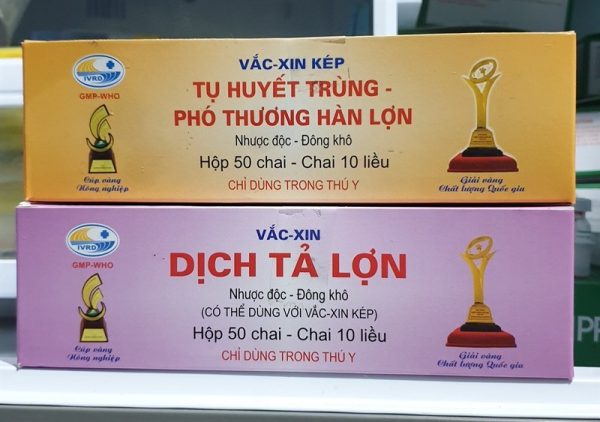 IVRD
GMP-WHO
Cúp vàng
Nông nghiệp
VẮC-XIN KÉP
TỤ HUYẾT TRÙNG -
PHÓ THƯƠNG HÀN LỢN
Nhược độc - Đông khô
Hộp 50 chai - Chai 10 liều
CHỈ DÙNG TRONG THÚ Y
Giải vàng
Chất lượng Quốc gia
IVRD
GMP-WHO
Cúp vàng
Nông nghiệp
VẮC-XIN
DỊCH TẢ LỢN
Nhược độc - Đông khô
(CÓ THỂ DÙNG VỚI VẮC-XIN KÉP)
Hộp 50 chai - Chai 10 liều
CHỈ DÙNG TRONG THÚ Y
Giải vàng
Chất lượng Quốc gia